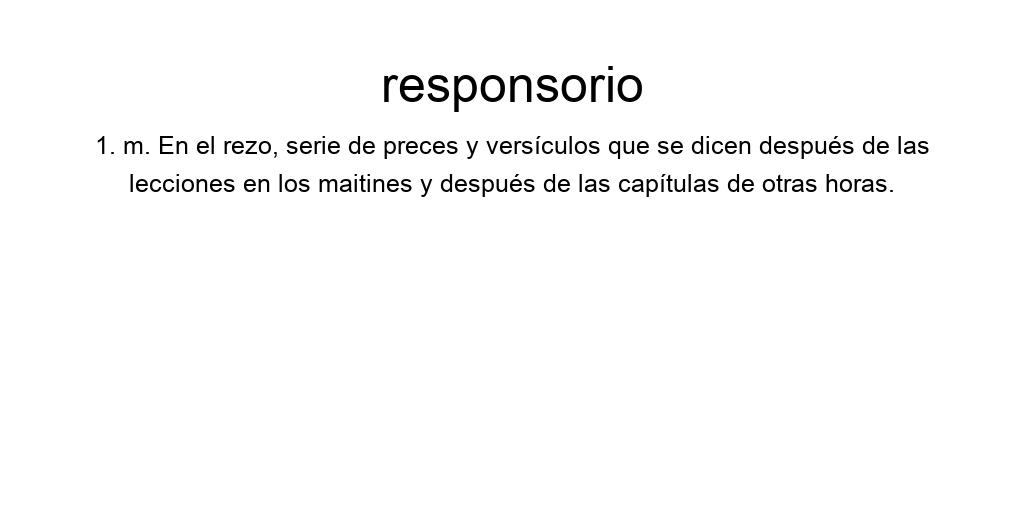 responsorio
1. m. En el rezo, serie de preces y versículos que se dicen después de las
lecciones en los maitines y después de las capítulas de otras horas.